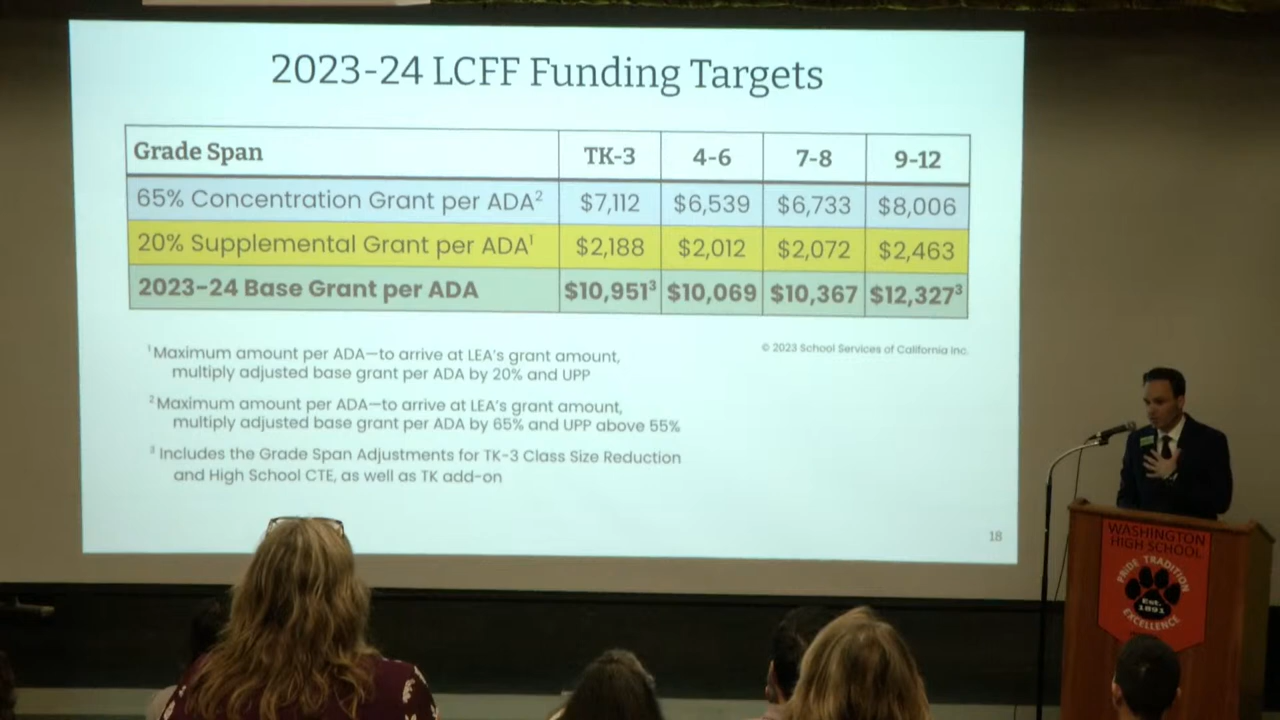 2023-24 LCFF Funding Targets
Grade Span TK-3 4-6 7-8 9-12
65% Concentration Grant per ADA² $7,112 $6,539 $6,733 $8,006
20% Supplemental Grant per ADA¹ $2,188 $2,012 $2,072 $2,463
2023-24 Base Grant per ADA $10,951³ $10,069 $10,367 $12,327³
© 2023 School Services of California Inc.
¹Maximum amount per ADA—to arrive at LEA's grant amount,
multiply adjusted base grant per ADA by 20% and UPP
²Maximum amount per ADA—to arrive at LEA's grant amount,
multiply adjusted base grant per ADA by 65% and UPP above 55%
³ Includes the Grade Span Adjustments for TK-3 Class Size Reduction
and High School CTE, as well as TK add-on
18
WASHINGTON
HIGH SCHOOL
PRIDE TRADITION
Est.
1891
EXCELLENCE